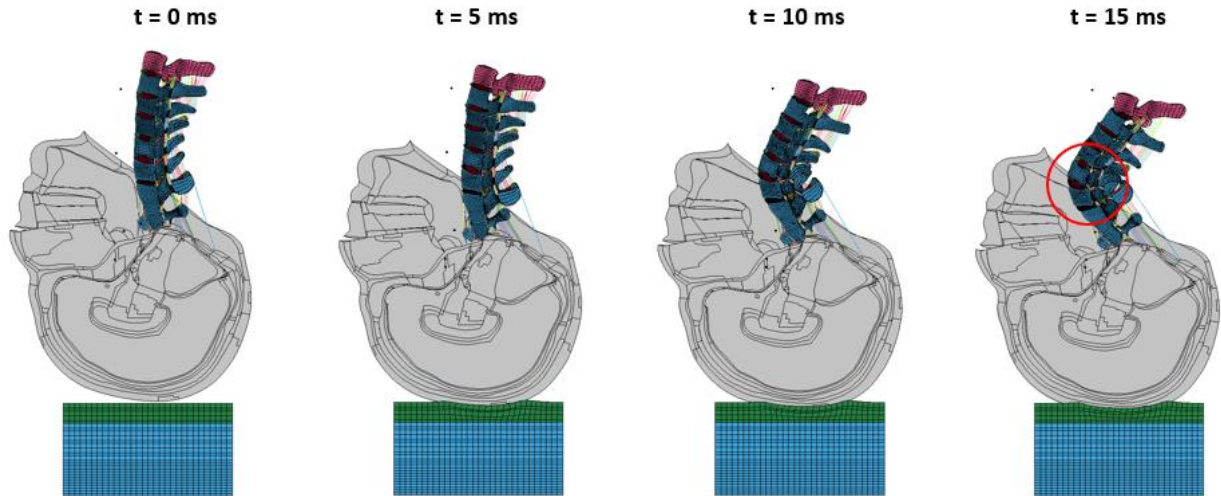 t = 0 ms
t = 5 ms
t = 10 ms
t = 15 ms